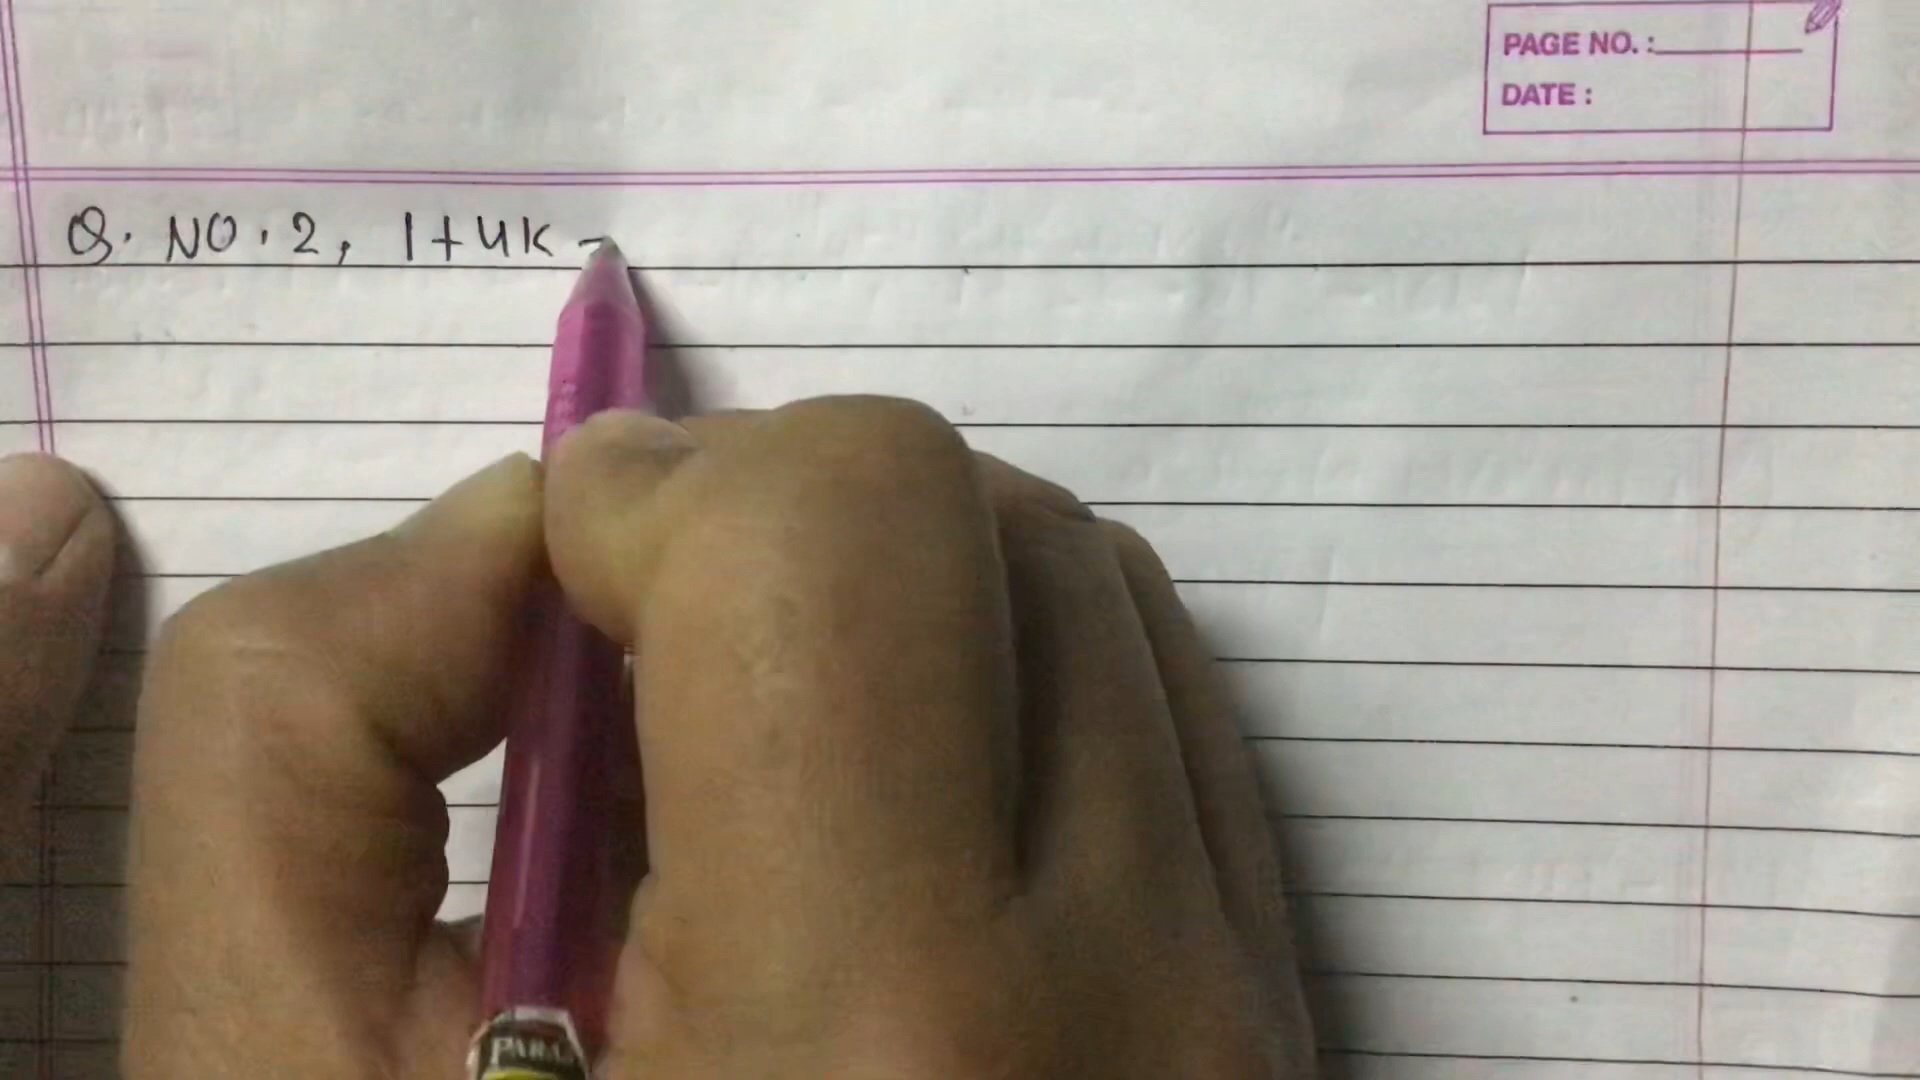 PAGE NO. :
DATE :
Q. NO. 2, 1+4K -